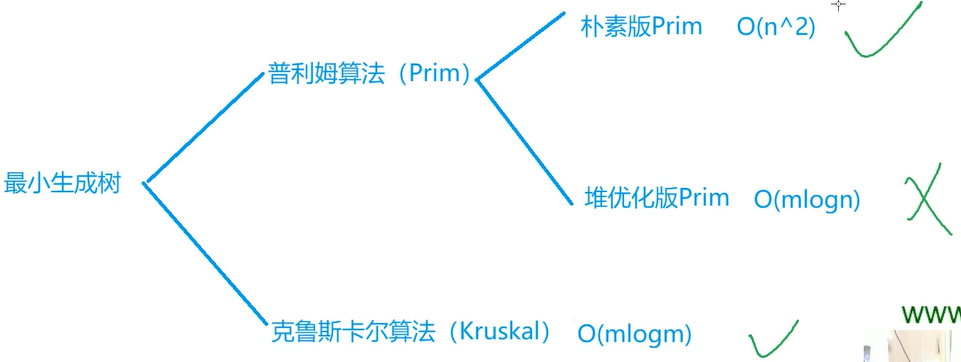 朴素版Prim O(n^2)
普利姆算法（Prim）
最小生成树
堆优化版Prim O(mlogn)
克鲁斯卡尔算法（Kruskal） O(mlogm)
www